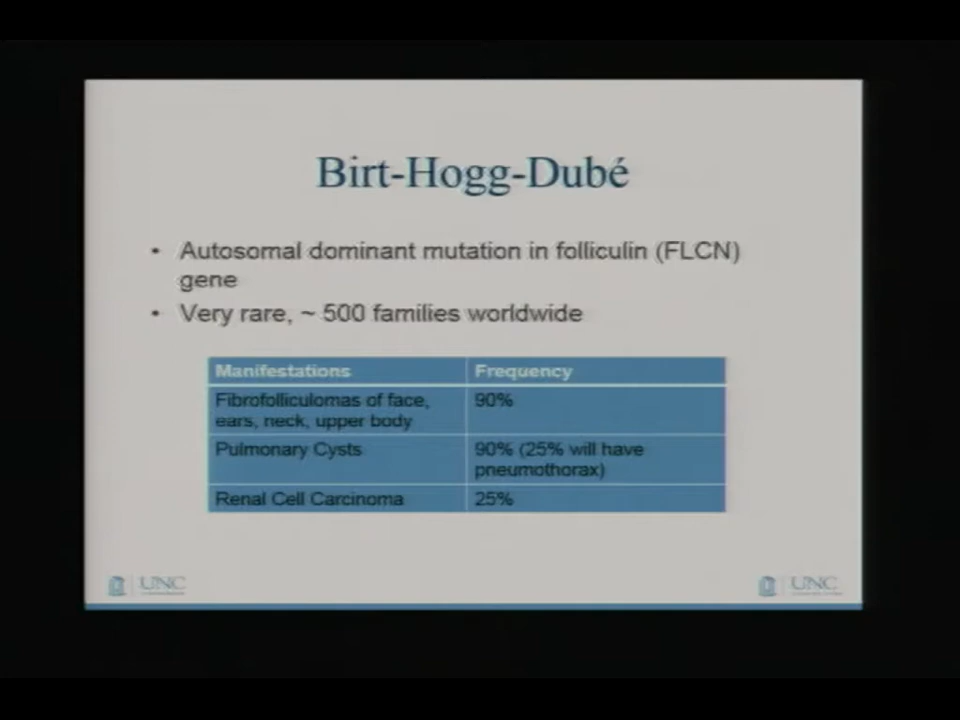 Birt-Hogg-Dubé
• Autosomal dominant mutation in folliculin (FLCN)
gene
• Very rare, ~ 500 families worldwide
Manifestations Frequency
Fibrofolliculomas of face, 90%
ears, neck, upper body
Pulmonary Cysts 90% (25% will have
pneumothorax)
Renal Cell Carcinoma 25%
UNC UNC